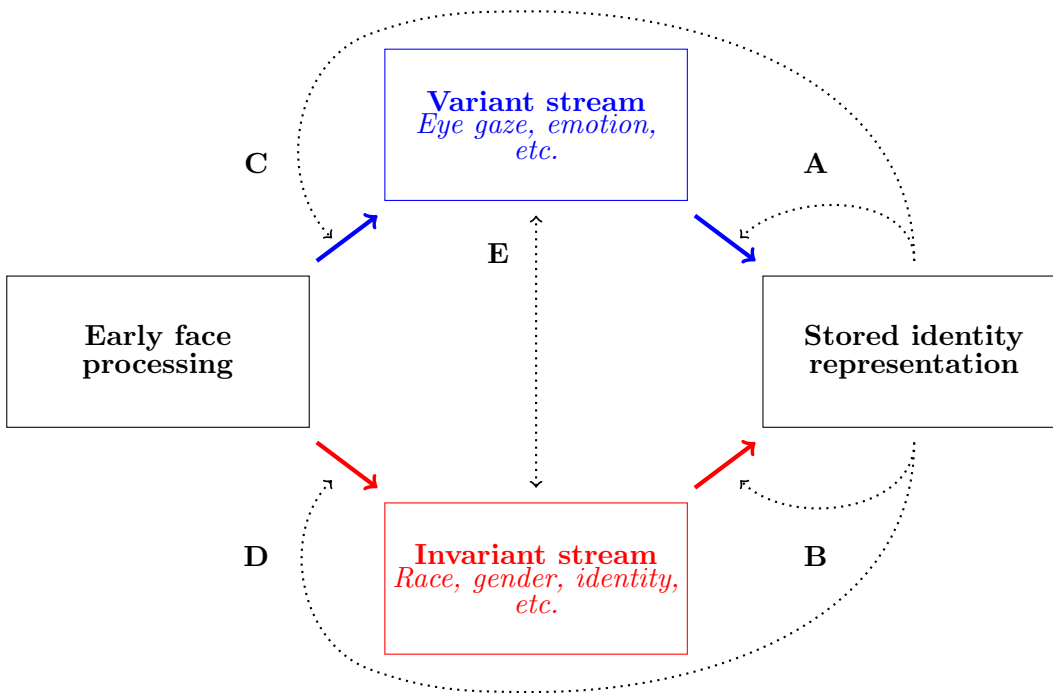 Variant stream
Eye gaze, emotion,
etc.
C
A
E
Early face
processing
Stored identity
representation
D
B
Invariant stream
Race, gender, identity,
etc.